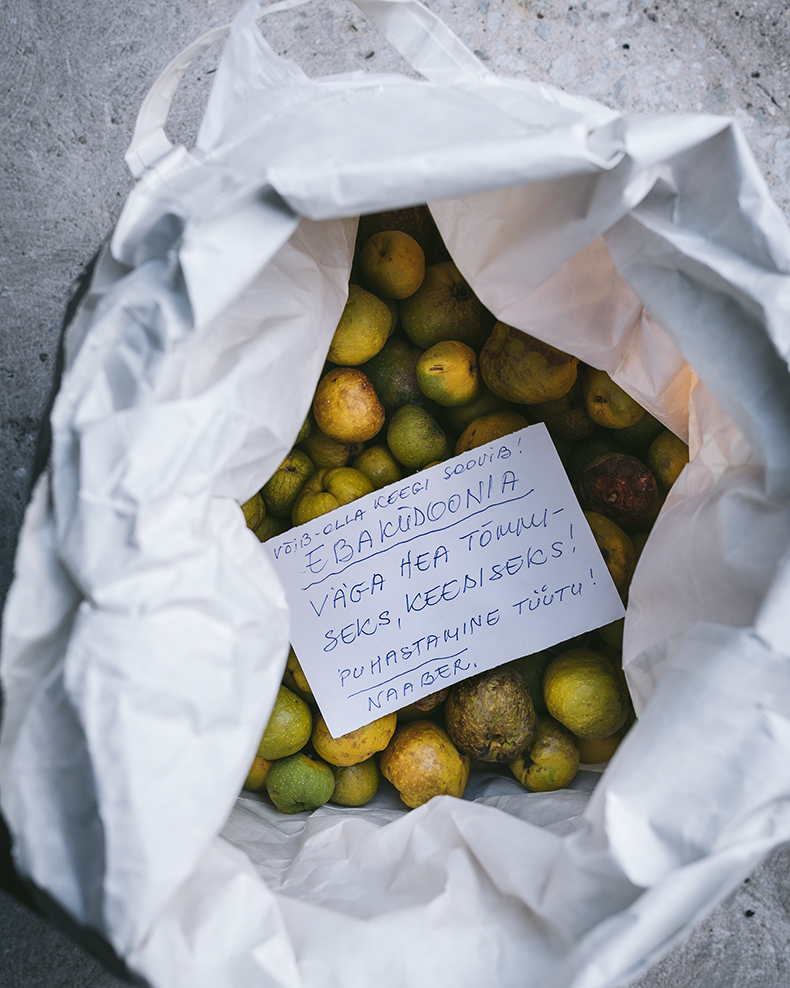 VÕIB-OLLA KEEGI SOOVIB!
EBAKÜDOONIA
VÄGA HEA TÕMMI-
SEKS, KEEDISEKS!
PUHASTAMINE TÜÜTU!
NAABER.